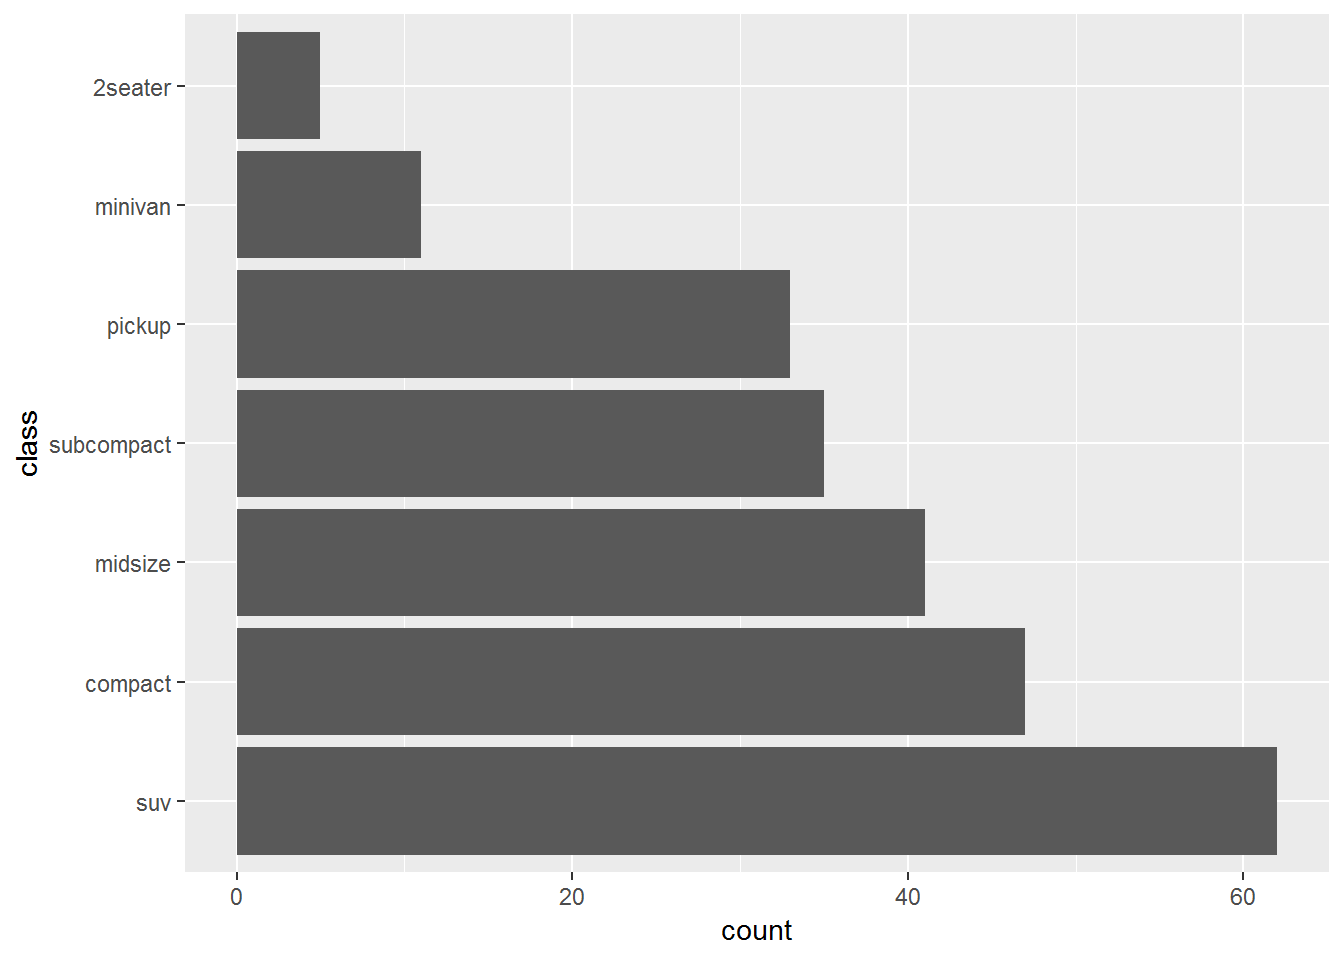 2seater
minivan
pickup
subcompact
midsize
compact
suv
class
0 20 40 60
count